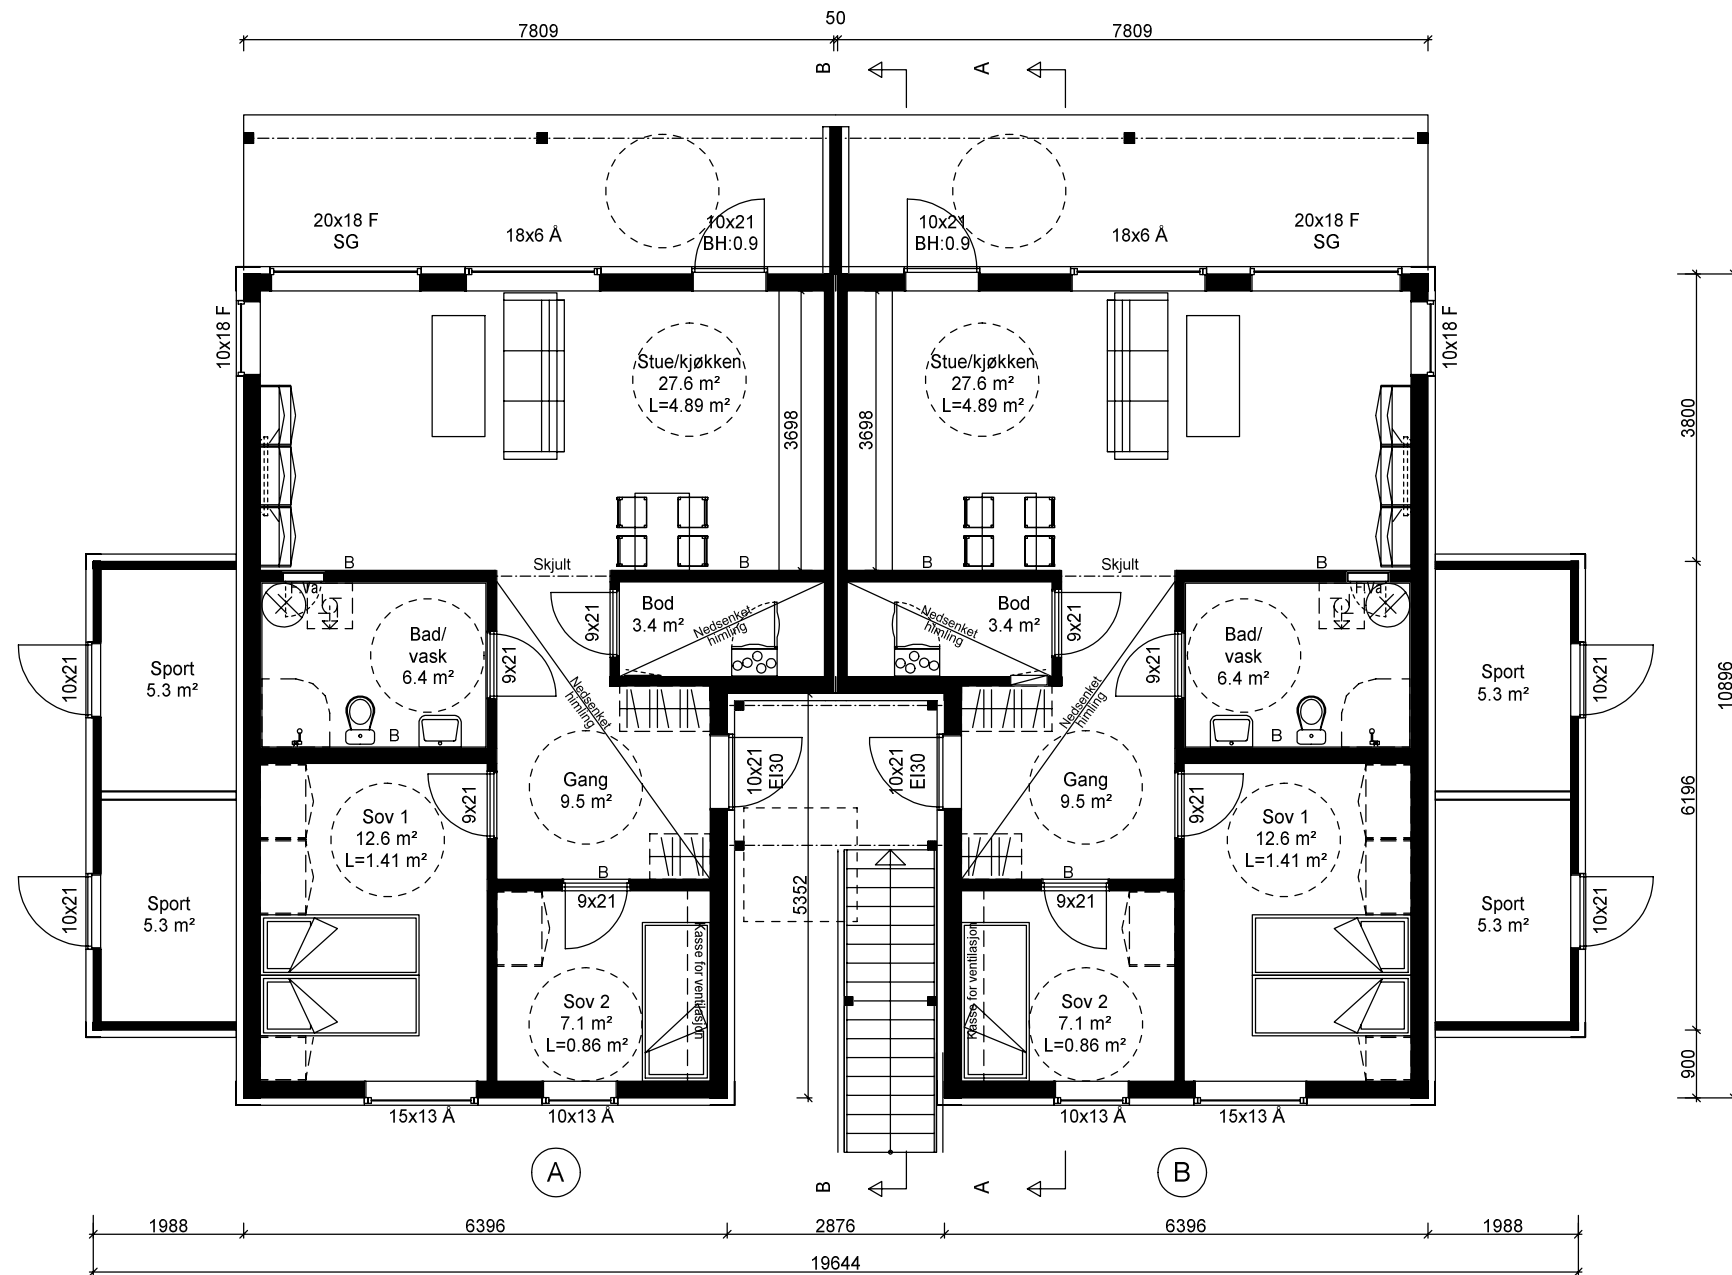 50
7809
7809
B
A
20x18 F
SG
18x6 Å
10x21
BH:0.9
10x21
BH:0.9
18x6 Å
20x18 F
SG
10x18 F
10x18 F
Stue/kjøkken
27.6 m²
L=4.89 m²
Stue/kjøkken
27.6 m²
L=4.89 m²
3698
3698
3800
B
Skjult
B
B
Skjult
B
Bod
3.4 m²
Nedsenket
himling
Bod
3.4 m²
Nedsenket
himling
9x21
9x21
Bad/
vask
6.4 m²
Bad/
vask
6.4 m²
9x21
9x21
Sport
5.3 m²
Sport
5.3 m²
10x21
10x21
10896
Nedsenket
himling
Nedsenket
himling
B
B
10x21
EI30
10x21
EI30
Gang
9.5 m²
Gang
9.5 m²
9x21
9x21
Sov 1
12.6 m²
L=1.41 m²
Sov 1
12.6 m²
L=1.41 m²
6196
B
B
9x21
9x21
5352
10x21
Sport
5.3 m²
Sport
5.3 m²
10x21
Kasse for ventilasjon
Kasse for ventilasjon
Sov 2
7.1 m²
L=0.86 m²
Sov 2
7.1 m²
L=0.86 m²
900
15x13 Å
10x13 Å
10x13 Å
15x13 Å
A
B
B
A
1988
6396
2876
6396
1988
19644